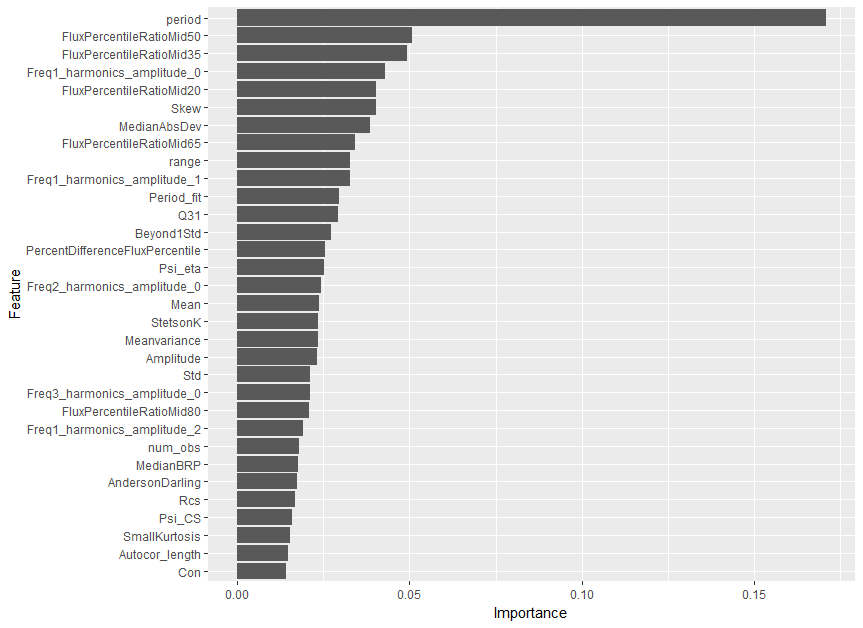 period
FluxPercentileRatioMid50
FluxPercentileRatioMid35
Freq1_harmonics_amplitude_0
FluxPercentileRatioMid20
Skew
MedianAbsDev
FluxPercentileRatioMid65
range
Freq1_harmonics_amplitude_1
Period_fit
Q31
Beyond1Std
PercentDifferenceFluxPercentile
Psi_eta
Freq2_harmonics_amplitude_0
Mean
StetsonK
Meanvariance
Amplitude
Std
Freq3_harmonics_amplitude_0
FluxPercentileRatioMid80
Freq1_harmonics_amplitude_2
num_obs
MedianBRP
AndersonDarling
Rcs
Psi_CS
SmallKurtosis
Autocor_length
Con
Feature
0.00 0.05 0.10 0.15
Importance